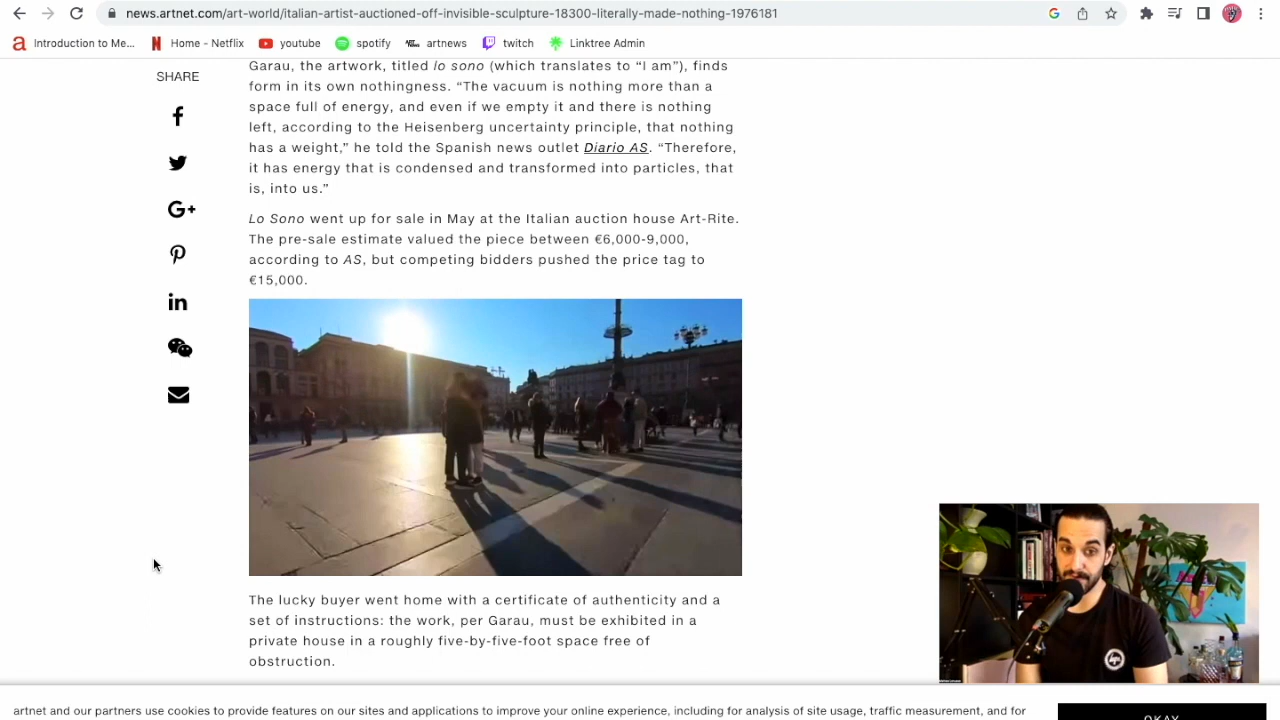 news.artnet.com/art-world/italian-artist-auctioned-off-invisible-sculpture-18300-literally-made-nothing-1976181
Introduction to Me... Home - Netflix youtube spotify artnews twitch Linktree Admin
SHARE
Garau, the artwork, titled Io sono (which translates to “I am”), finds
form in its own nothingness. “The vacuum is nothing more than a
space full of energy, and even if we empty it and there is nothing
left, according to the Heisenberg uncertainty principle, that nothing
has a weight,” he told the Spanish news outlet Diario AS. “Therefore,
it has energy that is condensed and transformed into particles, that
is, into us.”
Lo Sono went up for sale in May at the Italian auction house Art-Rite.
The pre-sale estimate valued the piece between €6,000-9,000,
according to AS, but competing bidders pushed the price tag to
€15,000.
The lucky buyer went home with a certificate of authenticity and a
set of instructions: the work, per Garau, must be exhibited in a
private house in a roughly five-by-five-foot space free of
obstruction.
artnet and our partners use cookies to provide features on our sites and applications to improve your online experience, including for analysis of site usage, traffic measurement, and for
OKAY